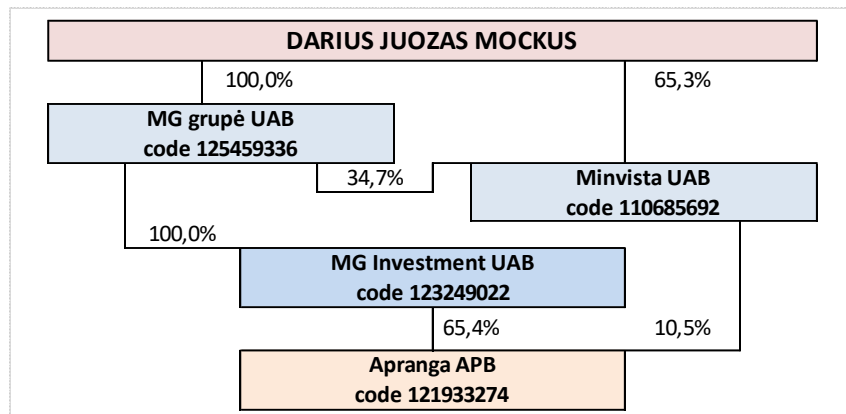 DARIUS JUOZAS MOCKUS
100,0%
65,3%
MG grupė UAB
code 125459336
34,7%
Minvista UAB
code 110685692
100,0%
MG Investment UAB
code 123249022
65,4%
10,5%
Apranga APB
code 121933274